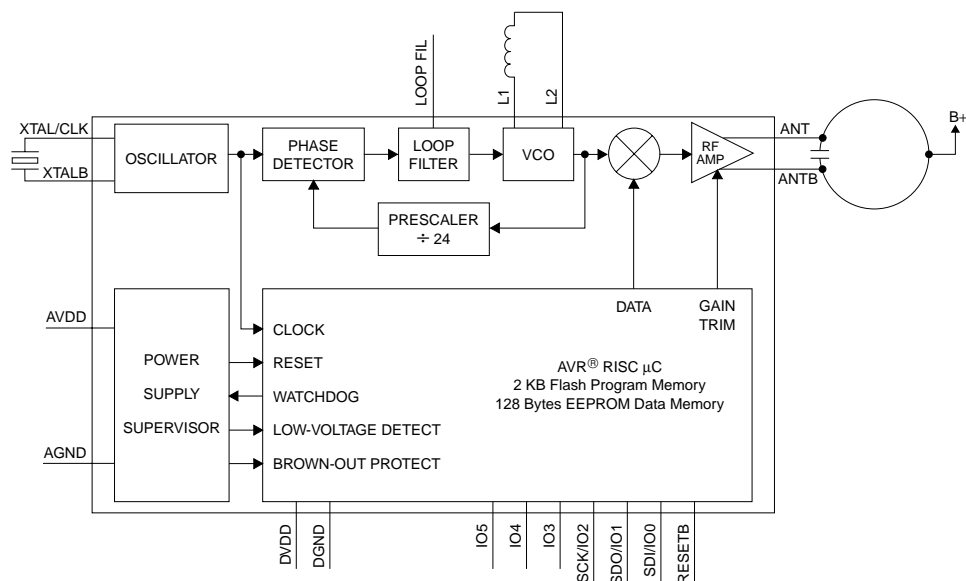 LOOP FIL
L1
L2
XTAL/CLK
XTALB
OSCILLATOR
PHASE
DETECTOR
LOOP
FILTER
VCO
RF
AMP
ANT
ANTB
B+
PRESCALER
÷ 24
DATA
GAIN
TRIM
AVDD
AGND
POWER
SUPPLY
SUPERVISOR
CLOCK
RESET
WATCHDOG
LOW-VOLTAGE DETECT
BROWN-OUT PROTECT
AVR® RISC µC
2 KB Flash Program Memory
128 Bytes EEPROM Data Memory
DVDD
DGND
IO5
IO4
IO3
SCK/IO2
SDO/IO1
SDI/IO0
RESETB